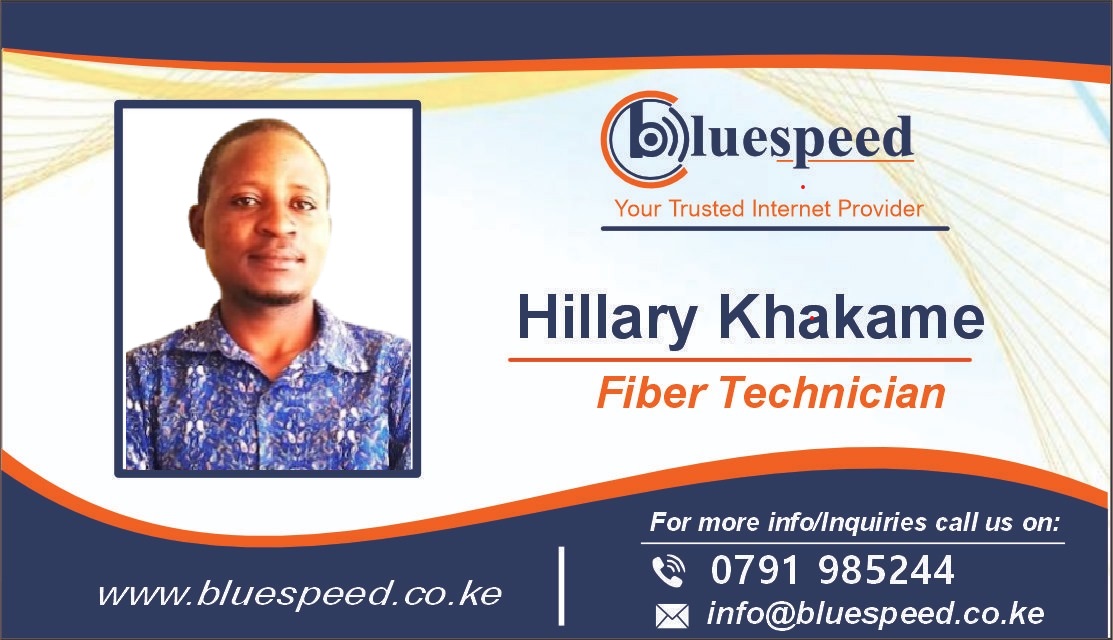 bluespeed
Your Trusted Internet Provider
Hillary Khakame
Fiber Technician
For more info/Inquiries call us on:
0791 985244
info@bluespeed.co.ke
www.bluespeed.co.ke